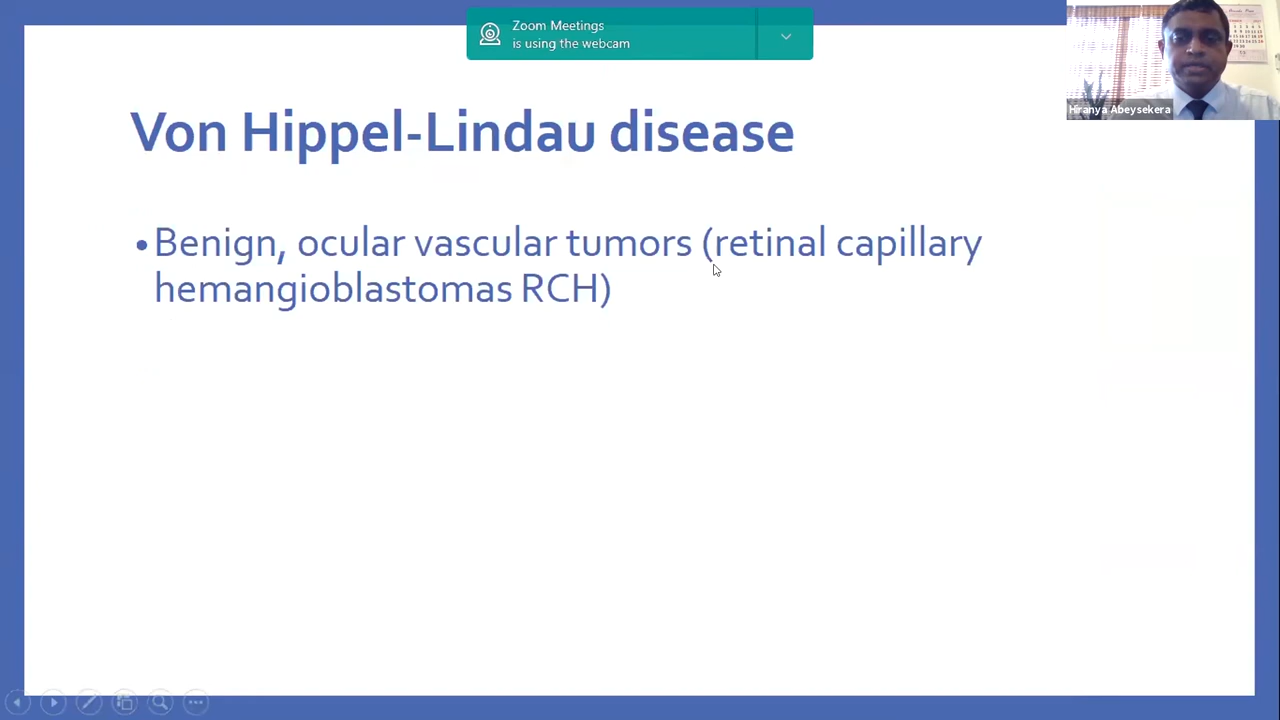 Zoom Meetings
is using the webcam
Hiranya Abeysekera
Von Hippel-Lindau disease
•Benign, ocular vascular tumors (retinal capillary
hemangioblastomas RCH)